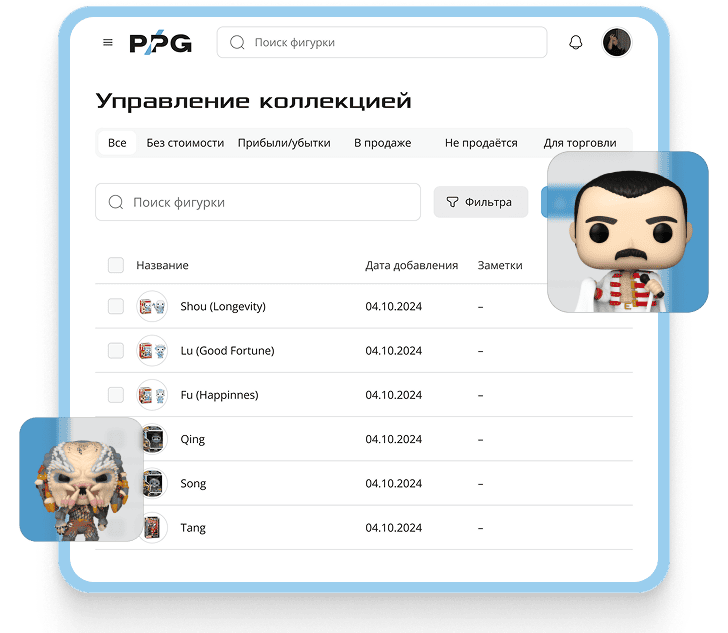 PPG
Поиск фигурки
Управление коллекцией
Все Без стоимости Прибыли/убытки В продаже Не продаётся Для торговли
Поиск фигурки Фильтра
Название Дата добавления Заметки
Shou (Longevity) 04.10.2024 –
Lu (Good Fortune) 04.10.2024 –
Fu (Happinnes) 04.10.2024 –
Qing 04.10.2024 –
Song 04.10.2024 –
Tang 04.10.2024 –